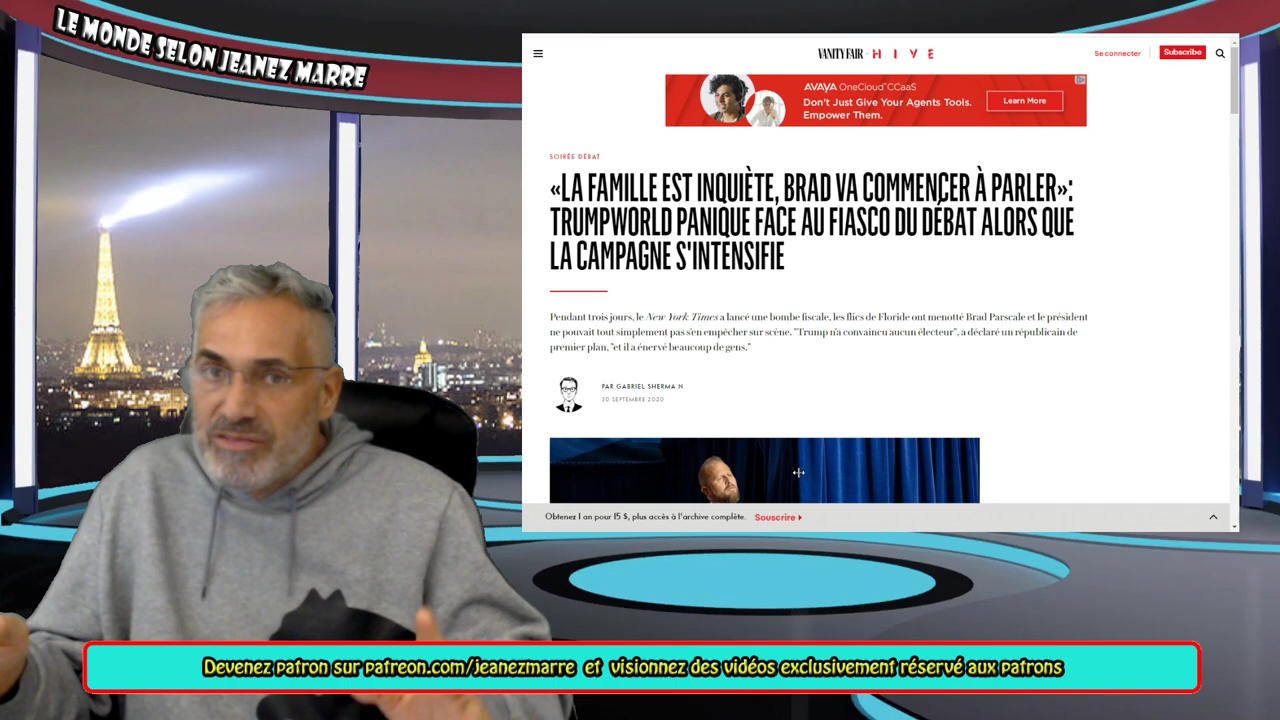 LE MONDE SELON JEANEZ MARRE
VANITY FAIR HIVE
Se connecter
Subscribe
AVAYA OneCloud™CCaaS
Don't Just Give Your Agents Tools.
Empower Them.
Learn More
SOIRÉE DÉBAT
«LA FAMILLE EST INQUIÈTE, BRAD VA COMMENCER À PARLER»:
TRUMPWORLD PANIQUE FACE AU FIASCO DU DÉBAT ALORS QUE
LA CAMPAGNE S'INTENSIFIE
Pendant trois jours, le New York Times a lancé une bombe fiscale, les flics de Floride ont menotté Brad Parscale et le président
ne pouvait tout simplement pas s'en empêcher sur scène. "Trump n'a convaincu aucun électeur", a déclaré un républicain de
premier plan, "et il a énervé beaucoup de gens."
PAR GABRIEL SHERMA N
30 SEPTEMBRE 2020
Obtenez 1 an pour 15 $, plus accès à l'archive complète. Souscrire
Devenez patron sur patreon.com/jeanezmarre et visionnez des vidéos exclusivement réservé aux patrons